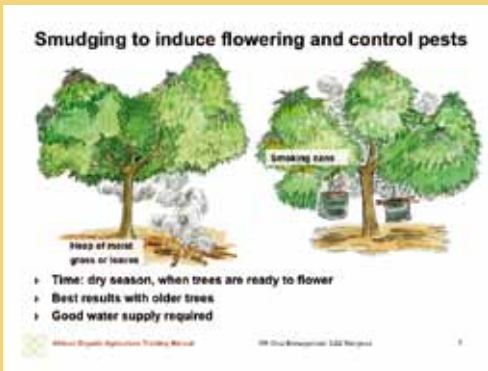 Smudging to induce flowering and control pests
Smoking cans
Heap of moist
grass or leaves
Time: dry season, when trees are ready to flower
Best results with older trees
Good water supply required
African Organic Agriculture Training Manual